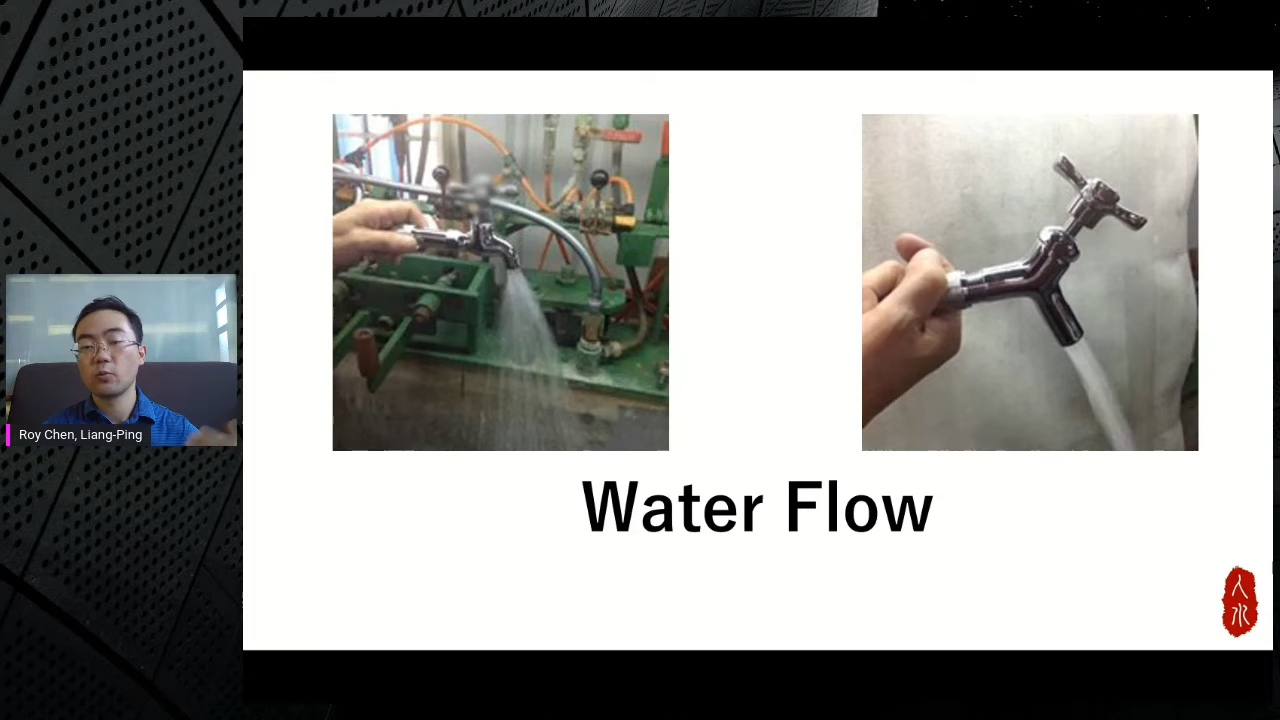 Roy Chen, Liang-Ping
Water Flow
人
水